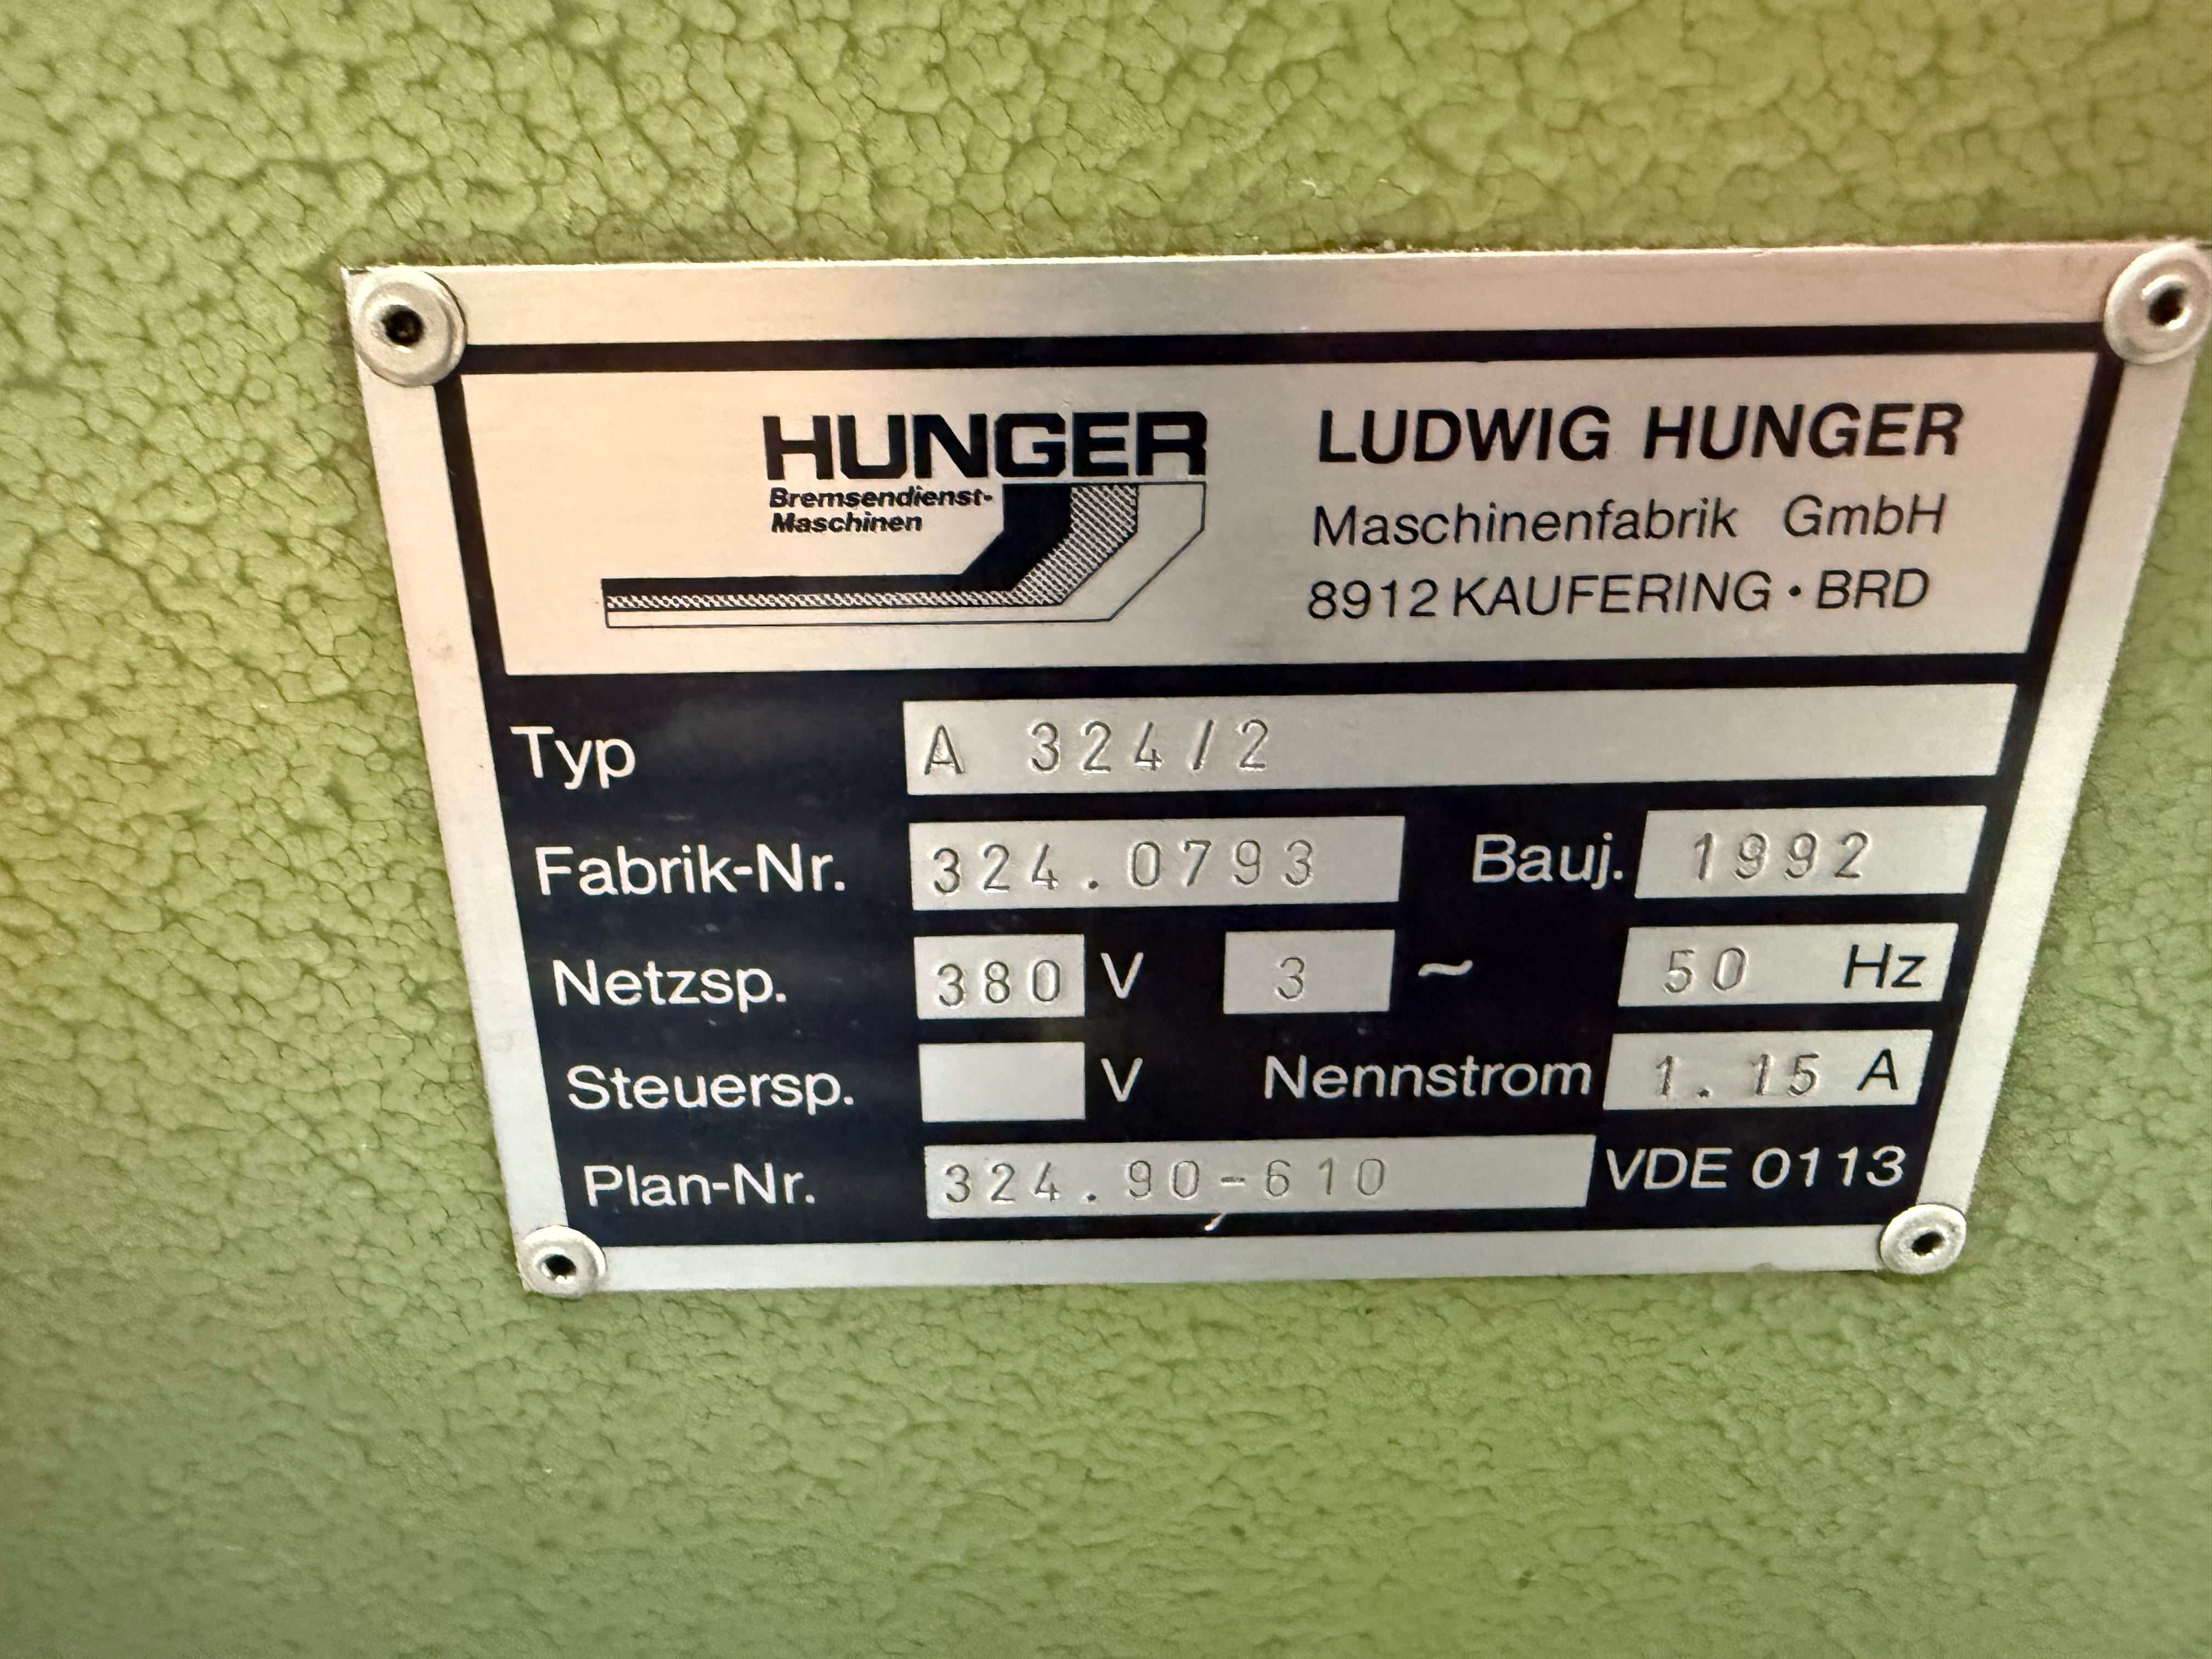 HUNGER
Bremsendienst-
Maschinen
LUDWIG HUNGER
Maschinenfabrik GmbH
8912 KAUFERING • BRD
Typ A 324/2
Fabrik-Nr. 324.0793 Bauj. 1992
Netzsp. 380 V 3 ~ 50 Hz
Steuersp. V Nennstrom 1.15 A
Plan-Nr. 324.90-610 VDE 0113